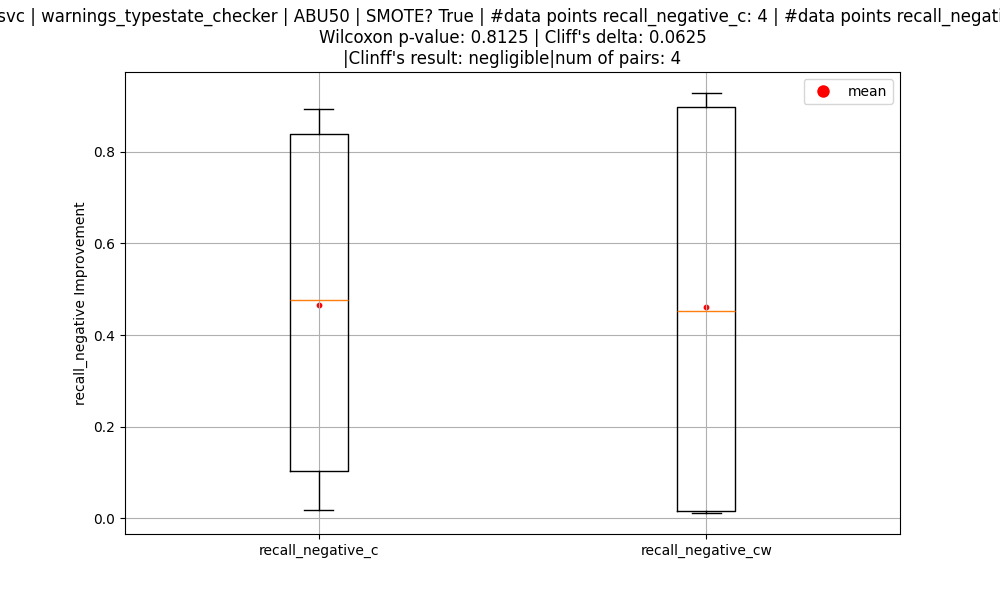 svc | warnings_typestate_checker | ABU50 | SMOTE? True | #data points recall_negative_c: 4 | #data points
Wilcoxon p-value: 0.8125 | Cliff's delta: 0.0625
|Clinff's result: negligible|num of pairs: 4
mean
0.8
0.6
0.4
0.2
0.0
recall_negative Improvement
recall_negative_c
recall_negative_cw